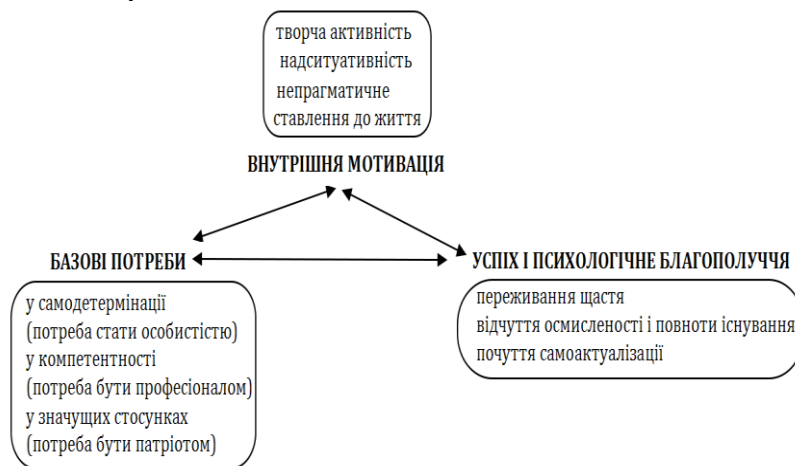 творча активність
надситуативність
непрагматичне
ставлення до життя
ВНУТРІШНЯ МОТИВАЦІЯ
БАЗОВІ ПОТРЕБИ
у самодетермінації
(потреба стати особистістю)
у компетентності
(потреба бути професіоналом)
у значущих стосунках
(потреба бути патріотом)
УСПІХ І ПСИХОЛОГІЧНЕ БЛАГОПОЛУЧЧЯ
переживання щастя
відчуття осмисленості і повноти існування
почуття самоактуалізації